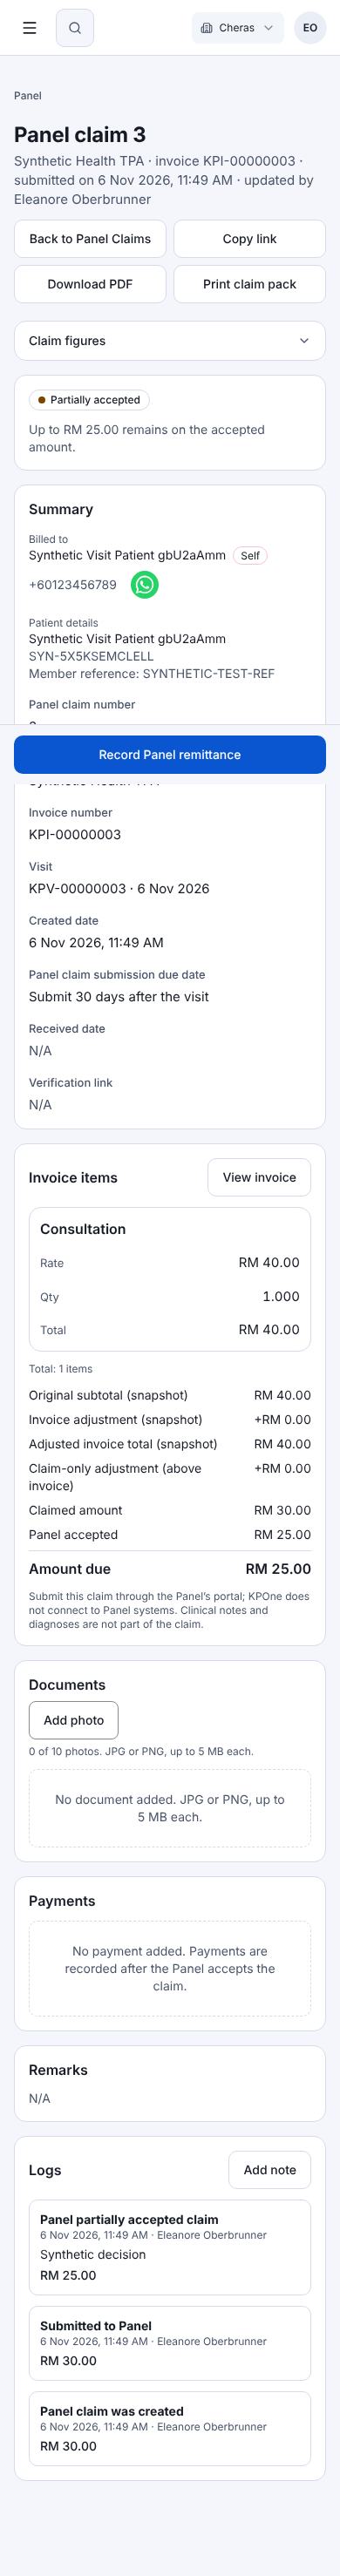 Cheras
EO
Panel
Panel claim 3
Synthetic Health TPA · invoice KPI-00000003 ·
submitted on 6 Nov 2026, 11:49 AM · updated by
Eleanore Oberbrunner
Back to Panel Claims
Copy link
Download PDF
Print claim pack
Claim figures
Partially accepted
Up to RM 25.00 remains on the accepted
amount.
Summary
Billed to
Synthetic Visit Patient gbU2aAmm
Self
+60123456789
Patient details
Synthetic Visit Patient gbU2aAmm
SYN-5X5KSEMCLELL
Member reference: SYNTHETIC-TEST-REF
Panel claim number
Record Panel remittance
Invoice number
KPI-00000003
Visit
KPV-00000003 · 6 Nov 2026
Created date
6 Nov 2026, 11:49 AM
Panel claim submission due date
Submit 30 days after the visit
Received date
N/A
Verification link
N/A
Invoice items
View invoice
Consultation
Rate RM 40.00
Qty 1.000
Total RM 40.00
Total: 1 items
Original subtotal (snapshot) RM 40.00
Invoice adjustment (snapshot) +RM 0.00
Adjusted invoice total (snapshot) RM 40.00
Claim-only adjustment (above +RM 0.00
invoice)
Claimed amount RM 30.00
Panel accepted RM 25.00
Amount due RM 25.00
Submit this claim through the Panel's portal; KPOne does
not connect to Panel systems. Clinical notes and
diagnoses are not part of the claim.
Documents
Add photo
0 of 10 photos. JPG or PNG, up to 5 MB each.
No document added. JPG or PNG, up to
5 MB each.
Payments
No payment added. Payments are
recorded after the Panel accepts the
claim.
Remarks
N/A
Logs
Add note
Panel partially accepted claim
6 Nov 2026, 11:49 AM · Eleanore Oberbrunner
Synthetic decision
RM 25.00
Submitted to Panel
6 Nov 2026, 11:49 AM · Eleanore Oberbrunner
RM 30.00
Panel claim was created
6 Nov 2026, 11:49 AM · Eleanore Oberbrunner
RM 30.00